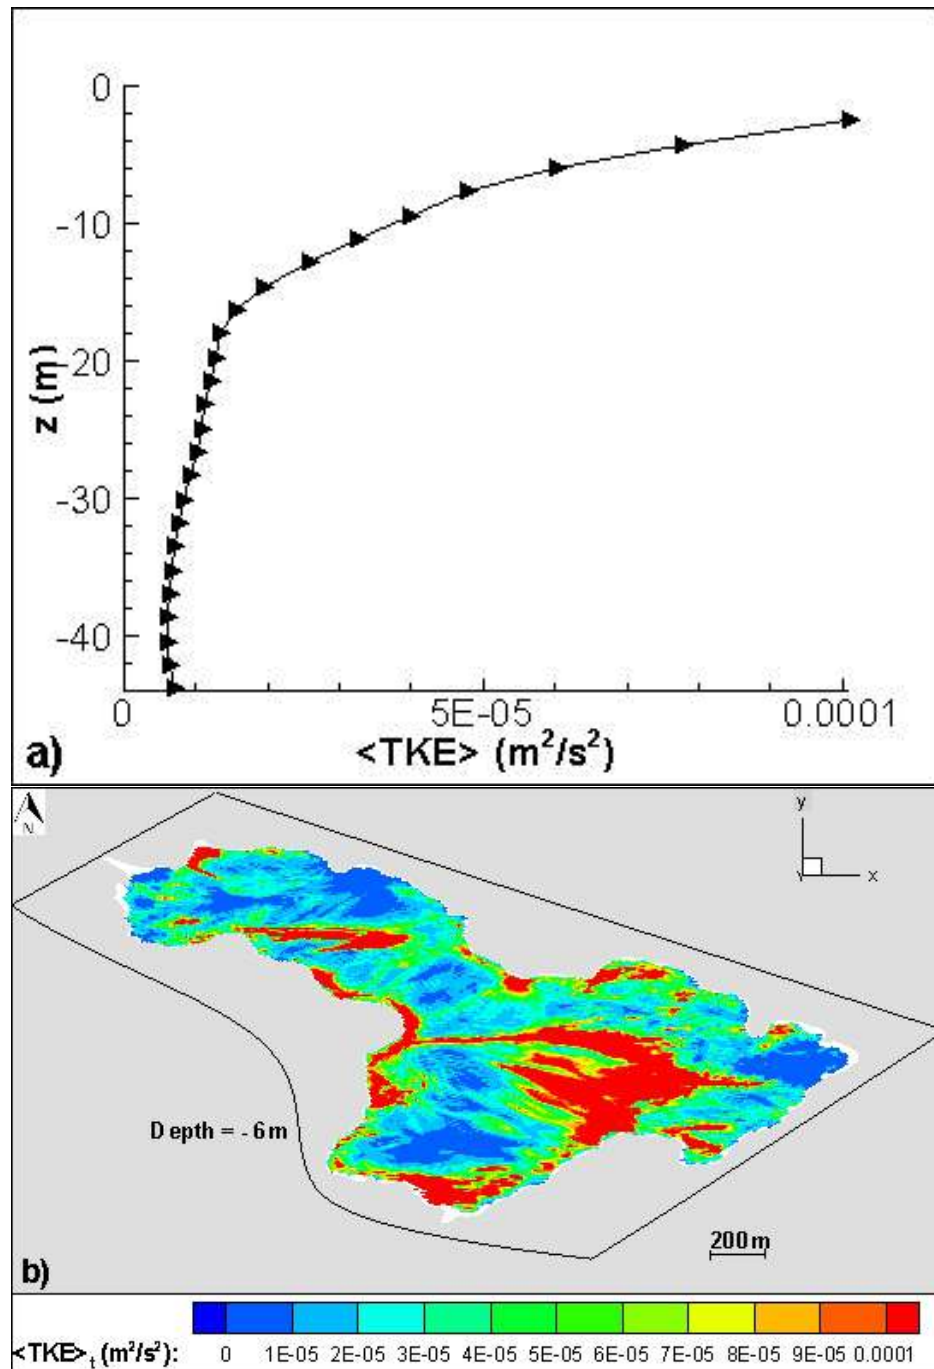 0
-10
-20
-30
-40
z (m)
0
5E-05
0.0001
<TKE> (m²/s²)
a)
N
y
x
Depth = -6m
200m
b)
<TKE>t (m²/s²):
0 1E-05 2E-05 3E-05 4E-05 5E-05 6E-05 7E-05 8E-05 9E-05 0.0001